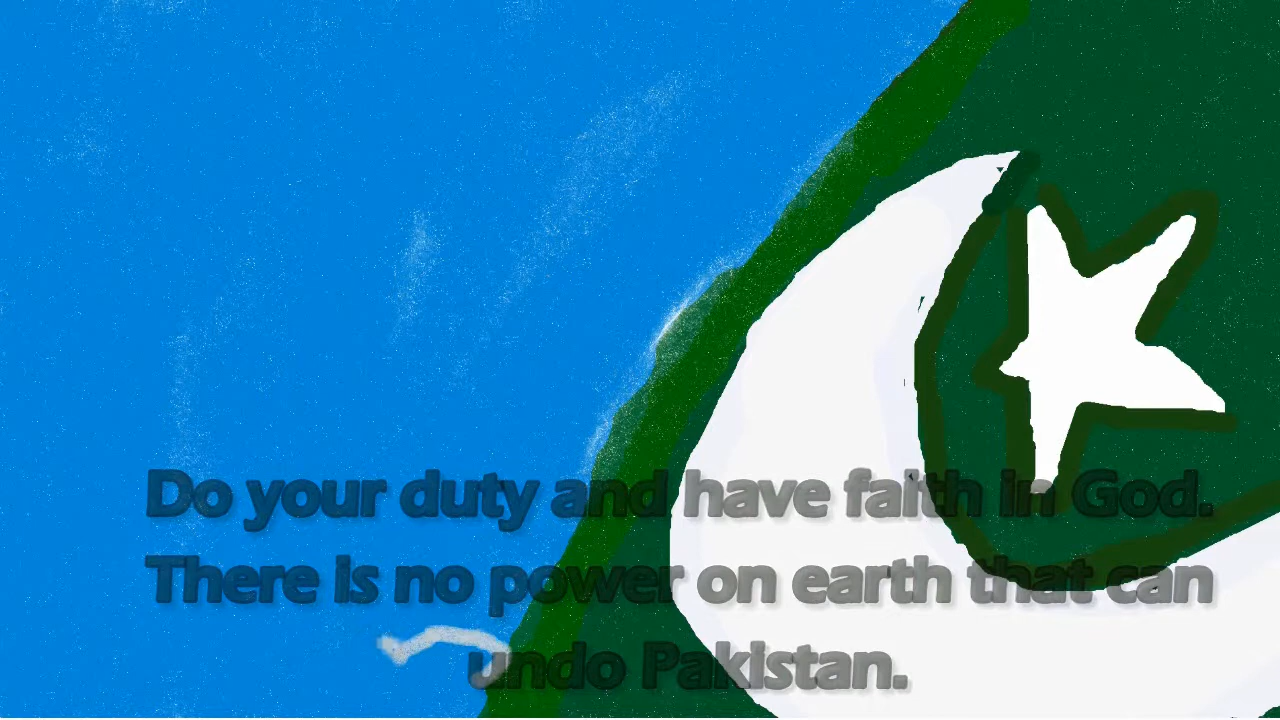 Do your duty and have faith in God.
There is no power on earth that can
undo Pakistan.